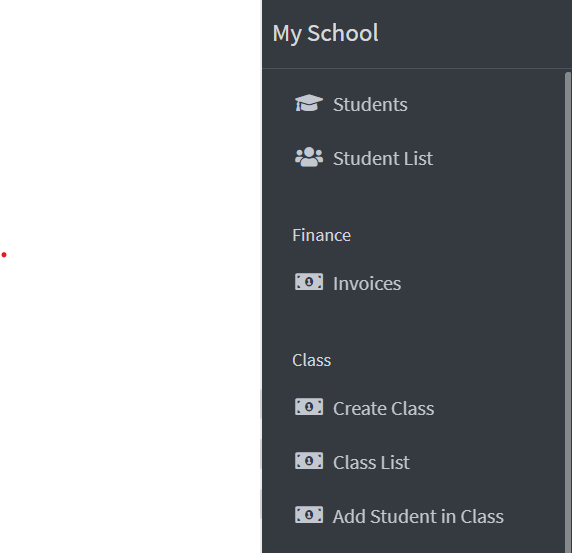 My School
Students
Student List
Finance
Invoices
Class
Create Class
Class List
Add Student in Class